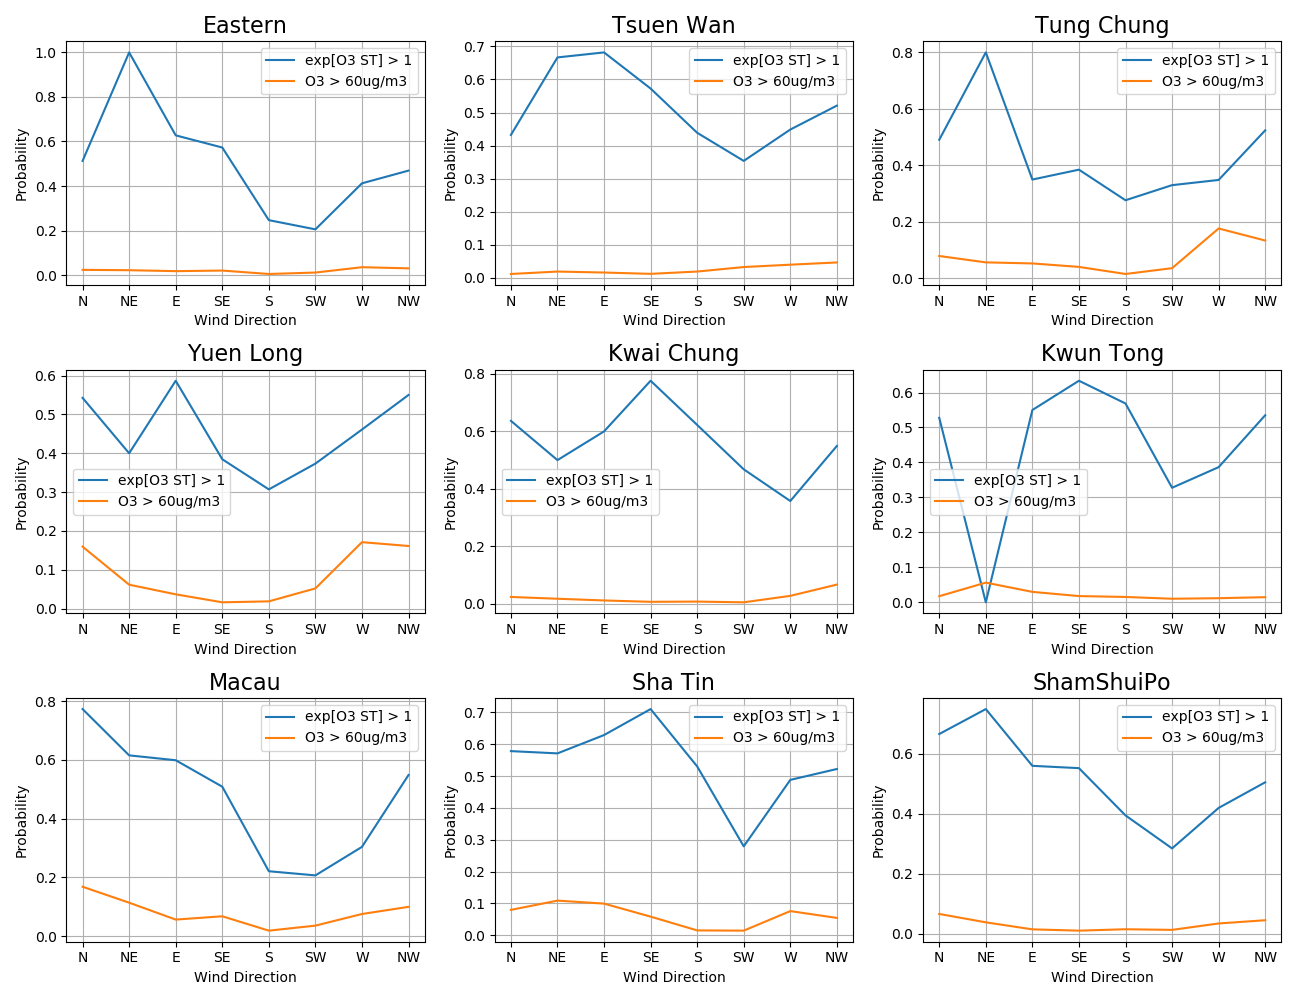 Eastern
Tsuen Wan
Tung Chung
Probability
1.0
0.8
0.6
0.4
0.2
0.0
exp[O3 ST] > 1
O3 > 60ug/m3
N NE E SE S SW W NW
Wind Direction
Probability
0.7
0.6
0.5
0.4
0.3
0.2
0.1
0.0
exp[O3 ST] > 1
O3 > 60ug/m3
N NE E SE S SW W NW
Wind Direction
Probability
0.8
0.6
0.4
0.2
0.0
exp[O3 ST] > 1
O3 > 60ug/m3
N NE E SE S SW W NW
Wind Direction
Yuen Long
Kwai Chung
Kwun Tong
Probability
0.6
0.5
0.4
0.3
0.2
0.1
0.0
exp[O3 ST] > 1
O3 > 60ug/m3
N NE E SE S SW W NW
Wind Direction
Probability
0.8
0.6
0.4
0.2
0.0
exp[O3 ST] > 1
O3 > 60ug/m3
N NE E SE S SW W NW
Wind Direction
Probability
0.6
0.5
0.4
0.3
0.2
0.1
0.0
exp[O3 ST] > 1
O3 > 60ug/m3
N NE E SE S SW W NW
Wind Direction
Macau
Sha Tin
ShamShuiPo
Probability
0.8
0.6
0.4
0.2
0.0
exp[O3 ST] > 1
O3 > 60ug/m3
N NE E SE S SW W NW
Wind Direction
Probability
0.7
0.6
0.5
0.4
0.3
0.2
0.1
0.0
exp[O3 ST] > 1
O3 > 60ug/m3
N NE E SE S SW W NW
Wind Direction
Probability
0.6
0.4
0.2
0.0
exp[O3 ST] > 1
O3 > 60ug/m3
N NE E SE S SW W NW
Wind Direction